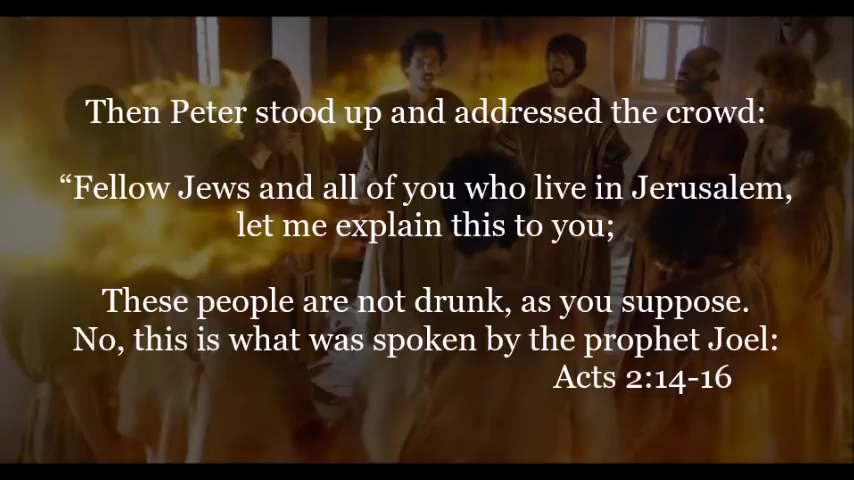 Then Peter stood up and addressed the crowd:
“Fellow Jews and all of you who live in Jerusalem,
let me explain this to you;
These people are not drunk, as you suppose.
No, this is what was spoken by the prophet Joel:
Acts 2:14-16